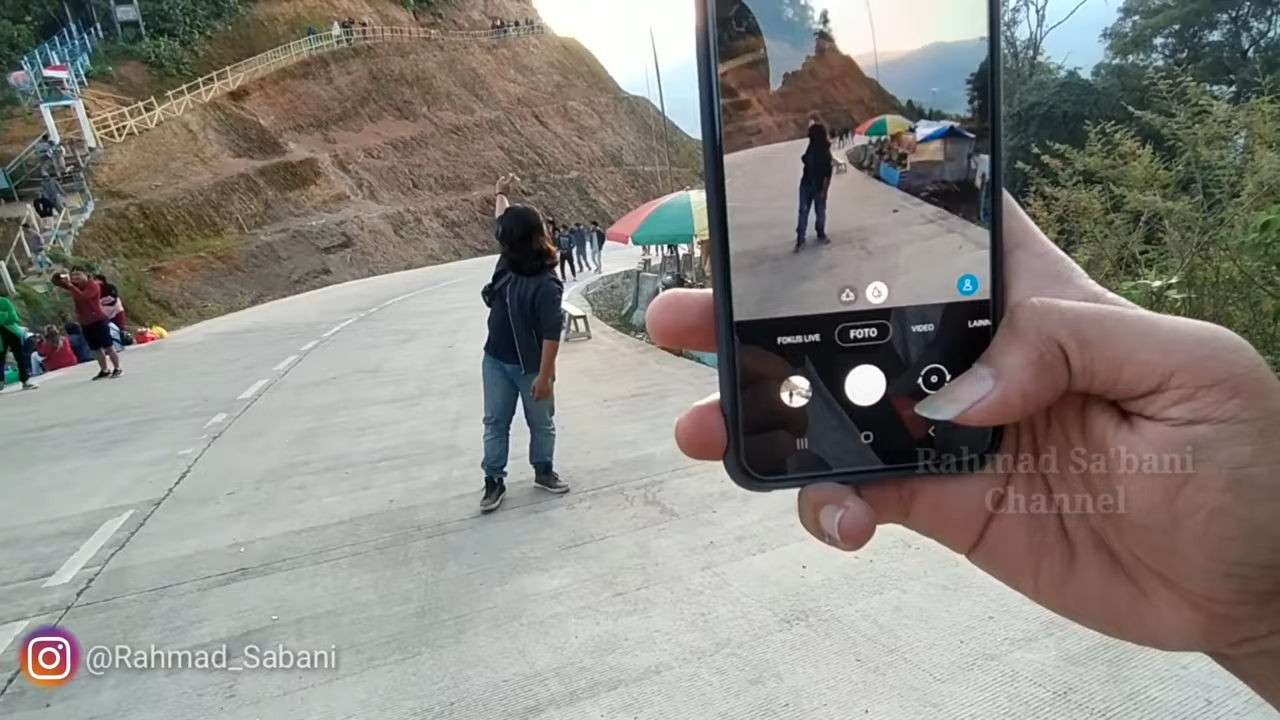 FOKUS LIVE
FOTO
VIDEO
LAINN
Rahmad Sa'bani
Channel
@Rahmad_Sabani